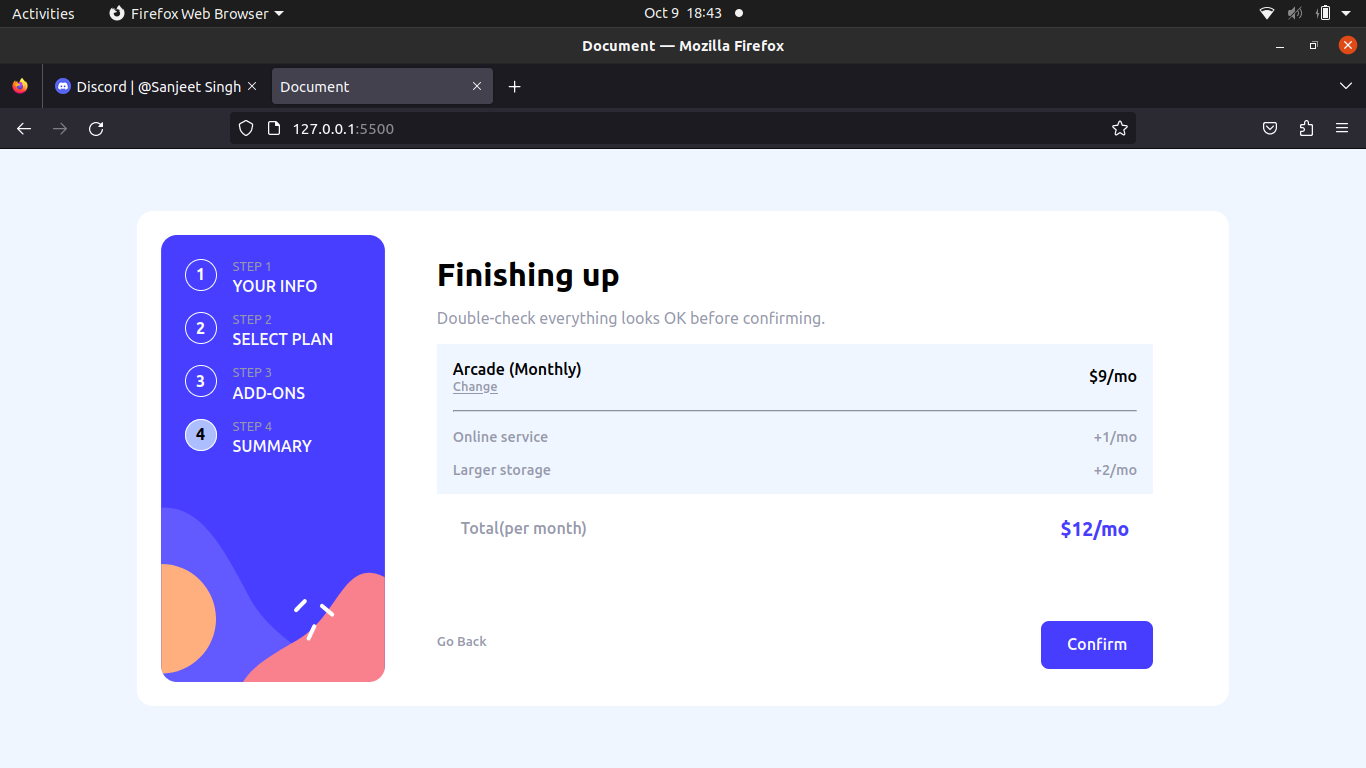 Activities Firefox Web Browser Oct 9 18:43
Document — Mozilla Firefox
Discord | @Sanjeet Singh Document
127.0.0.1:5500
1 STEP 1
YOUR INFO
2 STEP 2
SELECT PLAN
3 STEP 3
ADD-ONS
4 STEP 4
SUMMARY
Finishing up
Double-check everything looks OK before confirming.
Arcade (Monthly) $9/mo
Change
Online service +1/mo
Larger storage +2/mo
Total(per month) $12/mo
Go Back Confirm